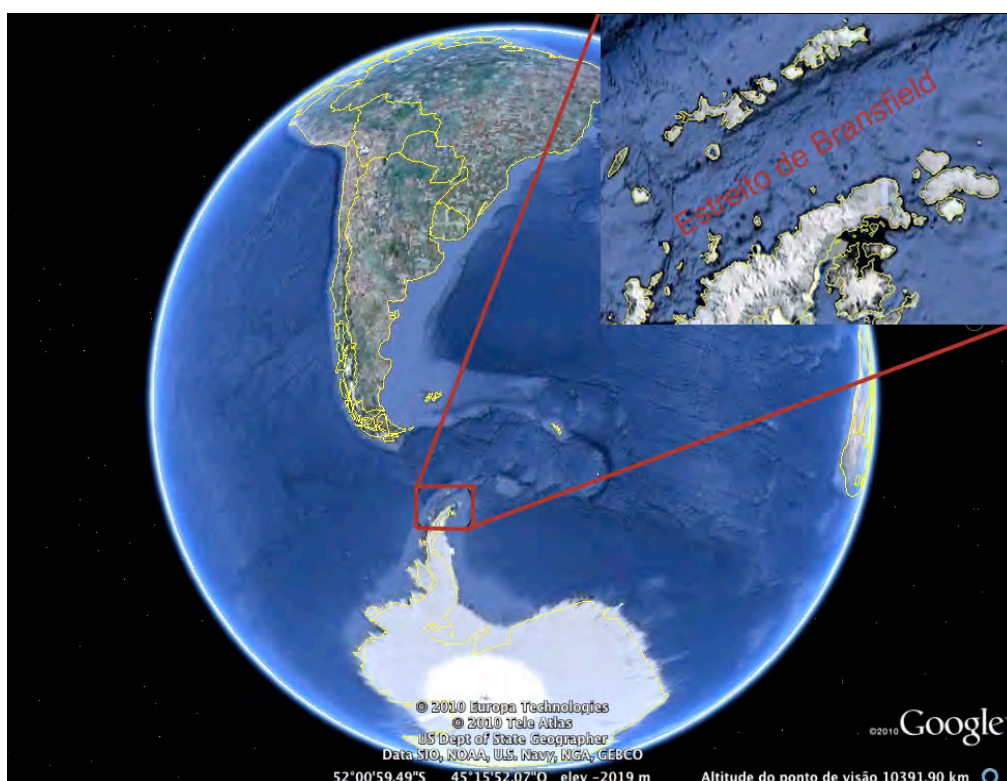 Estreito de Bransfield
© 2010 Europa Technologies
© 2010 Tele Atlas
US Dept of State Geographer
Data SIO, NOAA, U.S. Navy, NGA, GEBCO
©2010 Google
52°00'59.49"S 45°15'52.07"O elev -2019 m Altitude do ponto de visão 10391.90 km